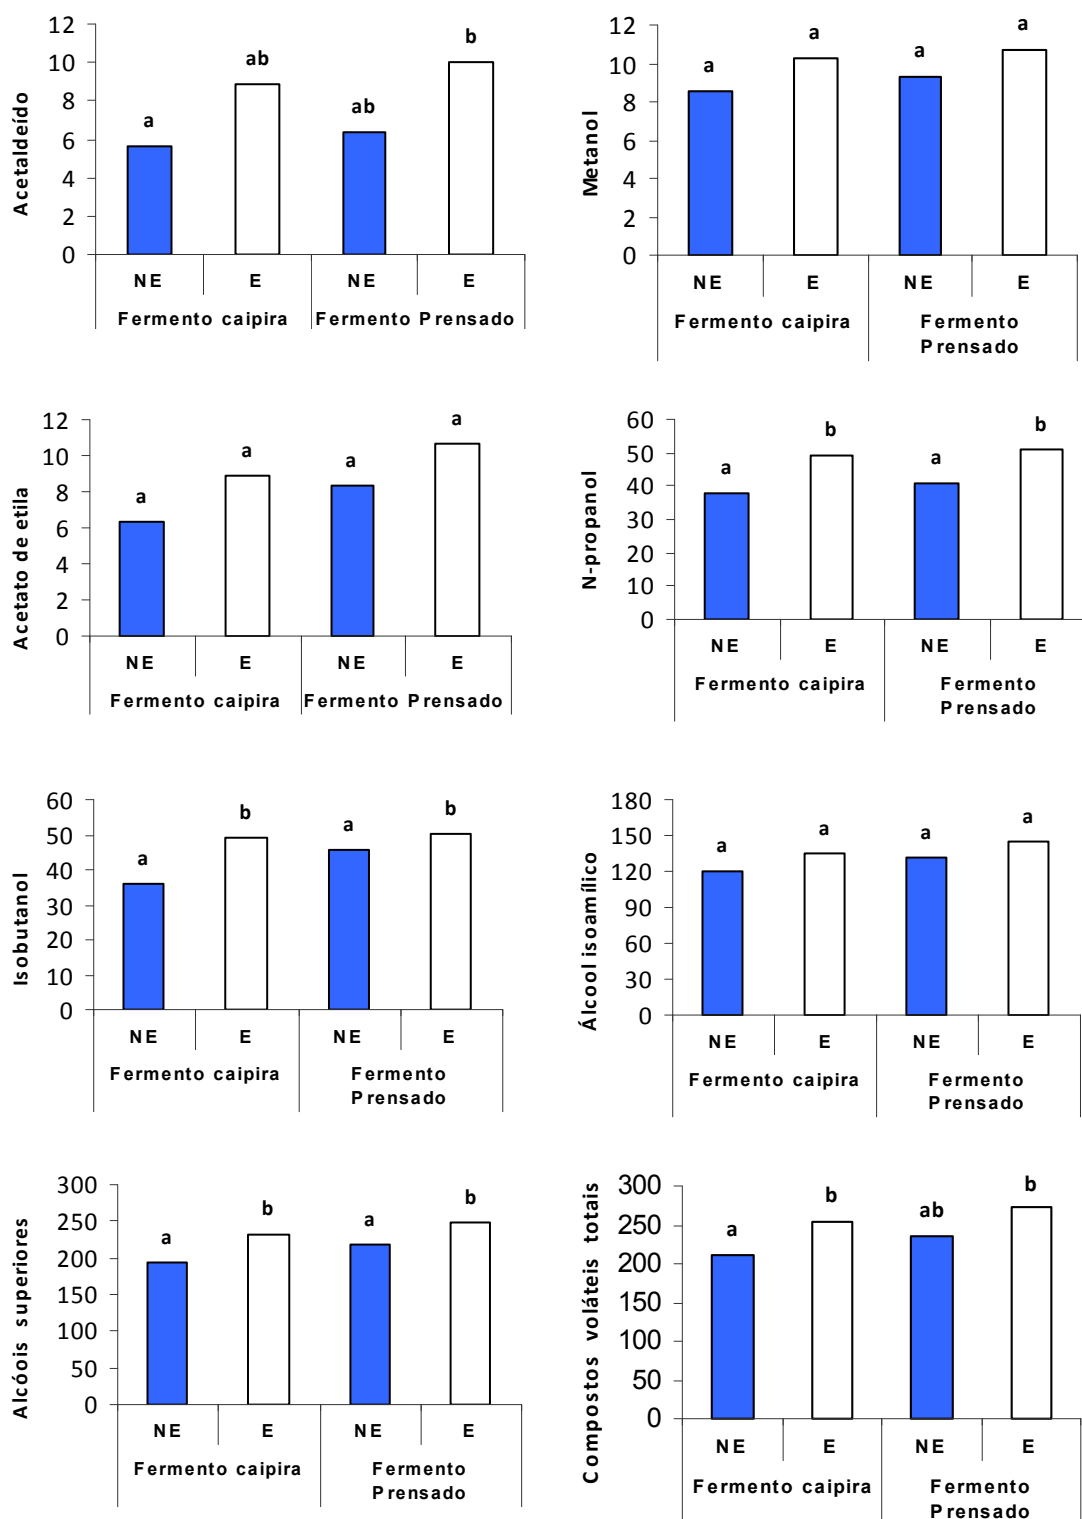 Acetaldeído
12
10
8
6
4
2
0
a
ab
ab
b
NE
E
NE
E
Fermento caipira
Fermento Prensado
Metanol
12
10
8
6
4
2
0
a
a
a
a
NE
E
NE
E
Fermento caipira
Fermento
Prensado
Acetato de etila
12
10
8
6
4
2
0
a
a
a
a
NE
E
NE
E
Fermento caipira
Fermento Prensado
N-propanol
60
50
40
30
20
10
0
a
b
a
b
NE
E
NE
E
Fermento caipira
Fermento
Prensado
Isobutanol
60
50
40
30
20
10
0
a
b
a
b
NE
E
NE
E
Fermento caipira
Fermento
Prensado
Álcool isoamílico
180
150
120
90
60
30
0
a
a
a
a
NE
E
NE
E
Fermento caipira
Fermento
Prensado
Alcóois superiores
300
250
200
150
100
50
0
a
b
a
b
NE
E
NE
E
Fermento caipira
Fermento
Prensado
Compostos voláteis totais
300
250
200
150
100
50
0
a
b
ab
b
NE
E
NE
E
Fermento caipira
Fermento
Prensado